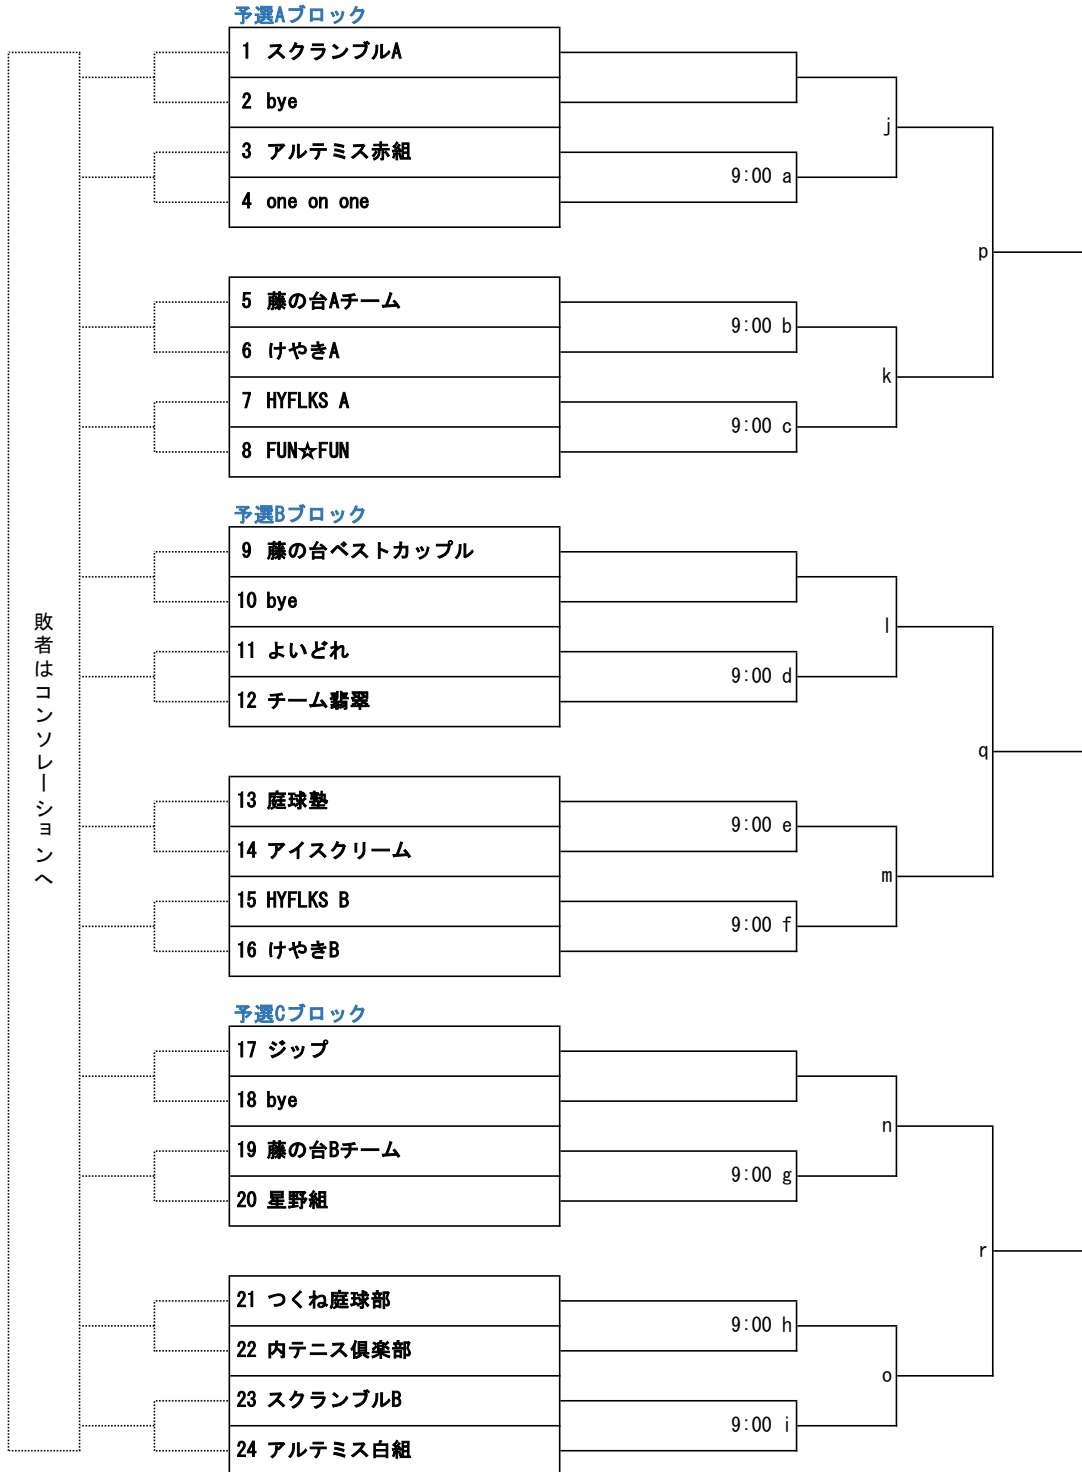 予選Aブロック
1 スクランブルA
2 bye
j
3 アルテミス赤組
9:00 a
4 one on one
p
5 藤の台Aチーム
9:00 b
6 けやきA
k
7 HYFLKS A
9:00 c
8 FUN☆FUN
予選Bブロック
9 藤の台ベストカップル
10 bye
l
11 よいどれ
9:00 d
12 チーム翡翠
q
13 庭球塾
9:00 e
14 アイスクリーム
m
15 HYFLKS B
9:00 f
16 けやきB
予選Cブロック
17 ジップ
18 bye
n
19 藤の台Bチーム
9:00 g
20 星野組
r
21 つくね庭球部
9:00 h
22 内テニス倶楽部
o
23 スクランブルB
9:00 i
24 アルテミス白組
敗者はコンソレーションへ